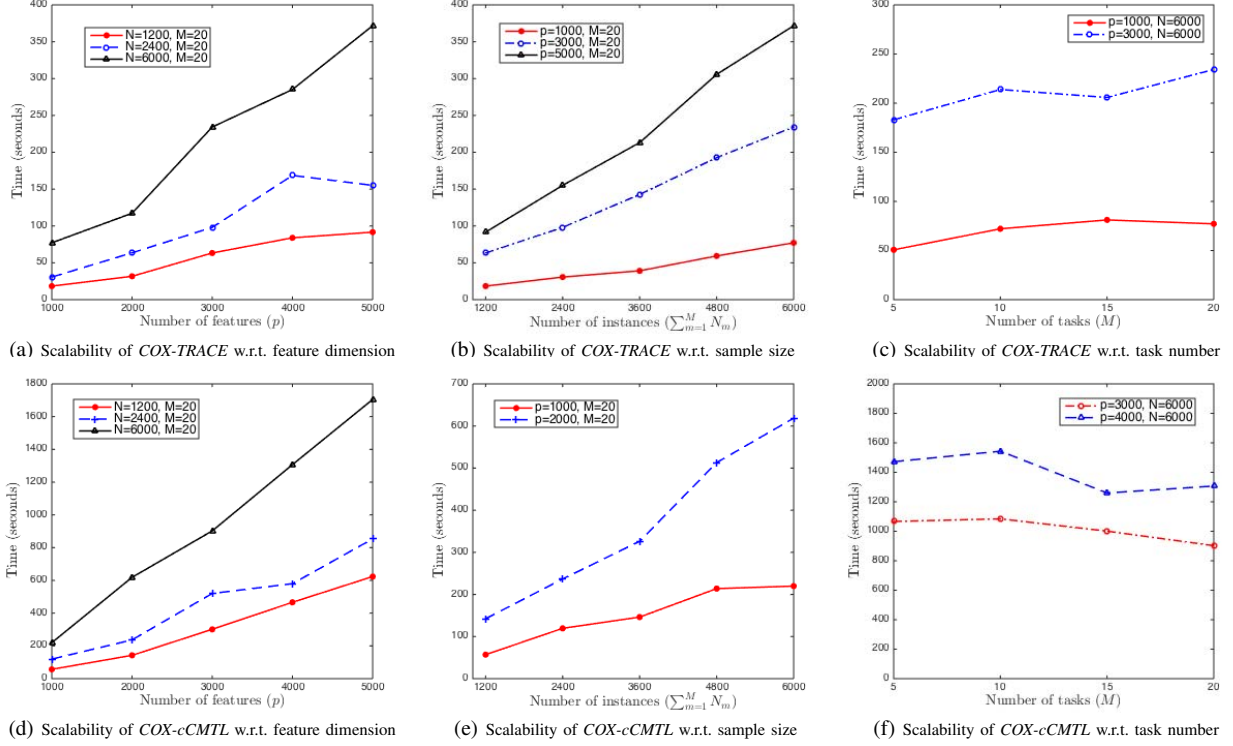 400
350
300
250
200
150
100
50
0
Time (seconds)
N=1200, M=20
N=2400, M=20
N=6000, M=20
1000 2000 3000 4000 5000
Number of features (p)
(a) Scalability of COX-TRACE w.r.t. feature dimension
400
350
300
250
200
150
100
50
0
Time (seconds)
p=1000, M=20
p=3000, M=20
p=5000, M=20
1200 2400 3600 4800 6000
Number of instances (∑_{m=1}^{M} N_m)
(b) Scalability of COX-TRACE w.r.t. sample size
300
250
200
150
100
50
0
Time (seconds)
p=1000, N=6000
p=3000, N=6000
5 10 15 20
Number of tasks (M)
(c) Scalability of COX-TRACE w.r.t. task number
1800
1600
1400
1200
1000
800
600
400
200
0
Time (seconds)
N=1200, M=20
N=2400, M=20
N=6000, M=20
1000 2000 3000 4000 5000
Number of features (p)
(d) Scalability of COX-cCMTL w.r.t. feature dimension
700
600
500
400
300
200
100
0
Time (seconds)
p=1000, M=20
p=2000, M=20
1200 2400 3600 4800 6000
Number of instances (∑_{m=1}^{M} N_m)
(e) Scalability of COX-cCMTL w.r.t. sample size
2000
1800
1600
1400
1200
1000
800
600
400
200
0
Time (seconds)
p=3000, N=6000
p=4000, N=6000
5 10 15 20
Number of tasks (M)
(f) Scalability of COX-cCMTL w.r.t. task number